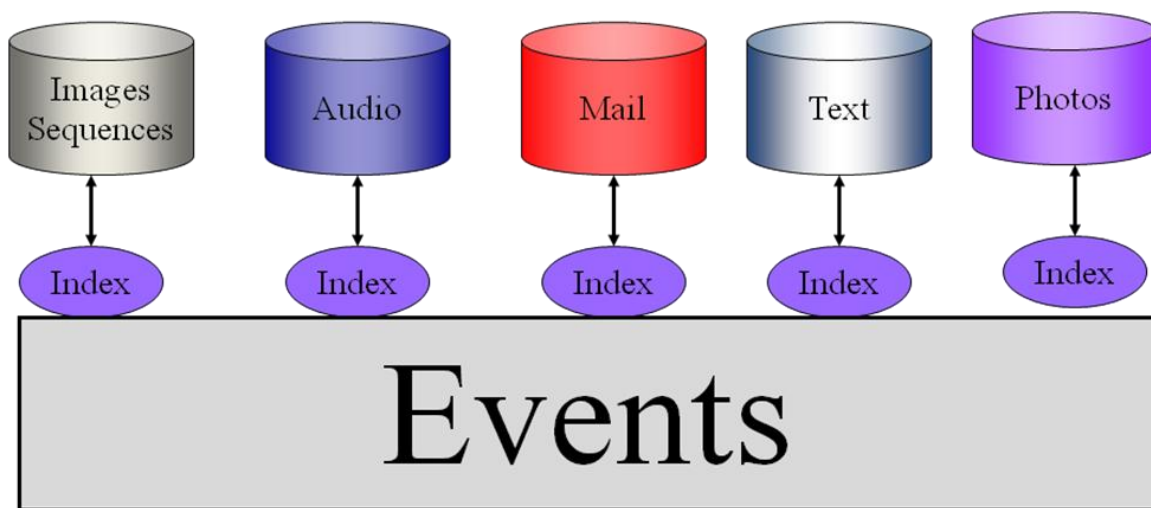 Images
Sequences
Audio
Mail
Text
Photos
Index
Index
Index
Index
Index
Events